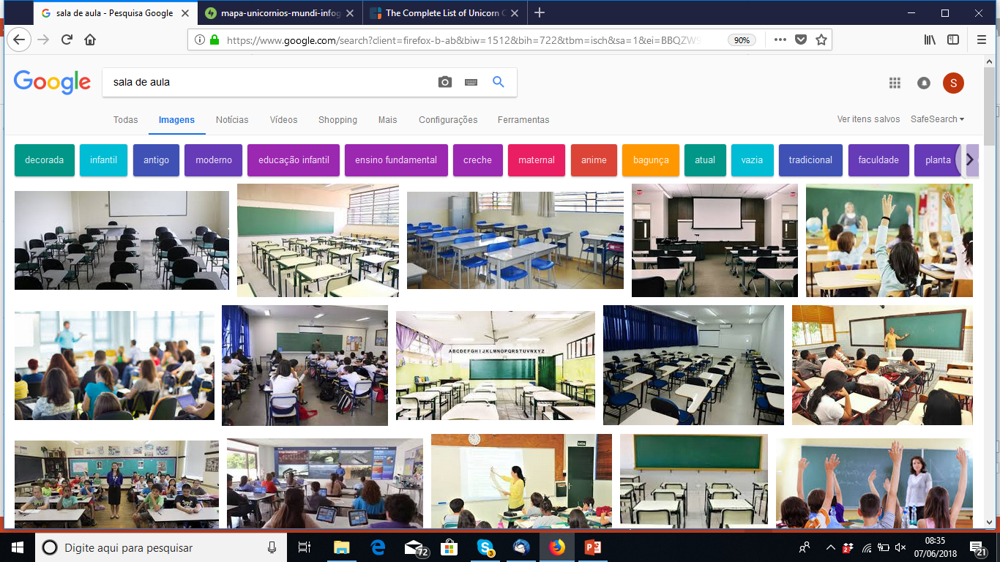 sala de aula - Pesquisa Google
mapa-unicornios-mundi-infog
The Complete List of Unicorn C
https://www.google.com/search?client=firefox-b-ab&biw=1512&bih=722&tbm=isch&sa=1&ei=BBQZW9
90%
Google
sala de aula
S
Todas Imagens Notícias Vídeos Shopping Mais Configurações Ferramentas
Ver itens salvos SafeSearch
decorada infantil antigo moderno educação infantil ensino fundamental creche maternal anime bagunça atual vazia tradicional faculdade planta
ABCDEFGHIJKLMNOPQRSTUVWXYZ
SAÍDA
Digite aqui para pesquisar
72
3
08:35
07/06/2018
21